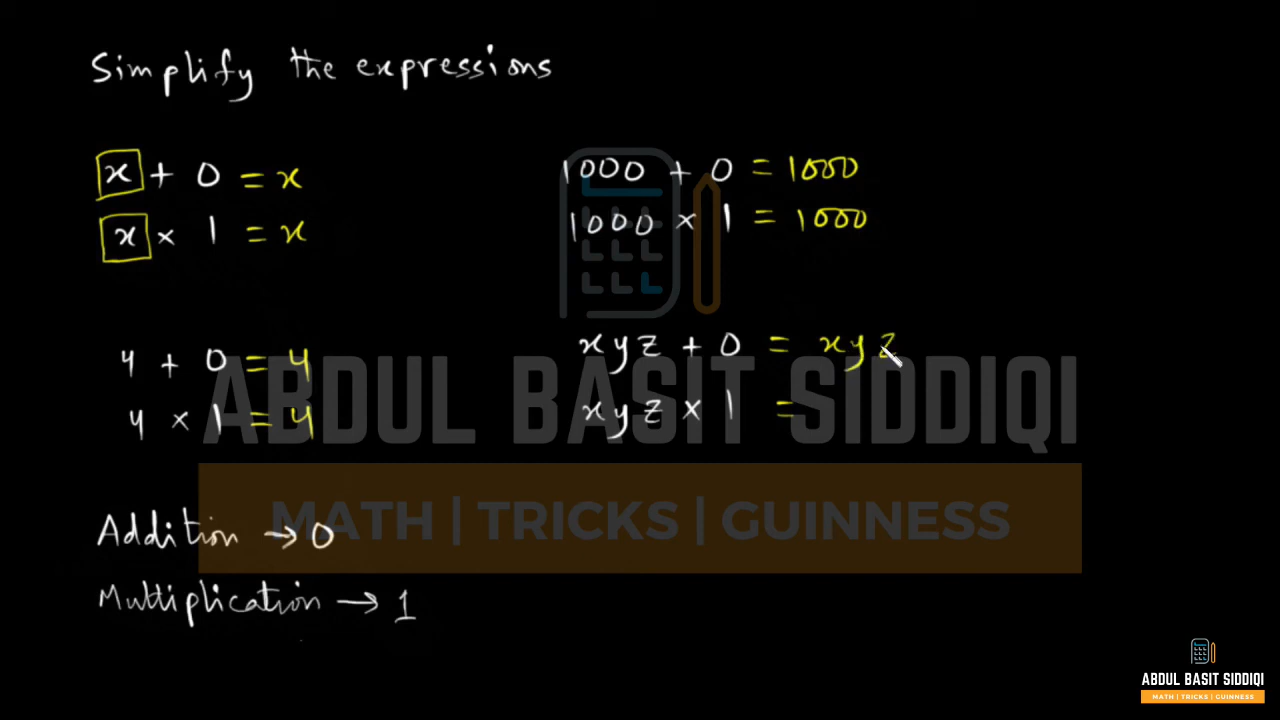 Simplify the expressions
x + 0 = x
x × 1 = x
1000 + 0 = 1000
1000 × 1 = 1000
4 + 0 = 4
4 × 1 = 4
xyz + 0 = xyz
xyz × 1 =
Addition → 0
Multiplication → 1
ABDUL BASIT SIDDIQI
MATH | TRICKS | GUINNESS
ABDUL BASIT SIDDIQI
MATH | TRICKS | GUINNESS